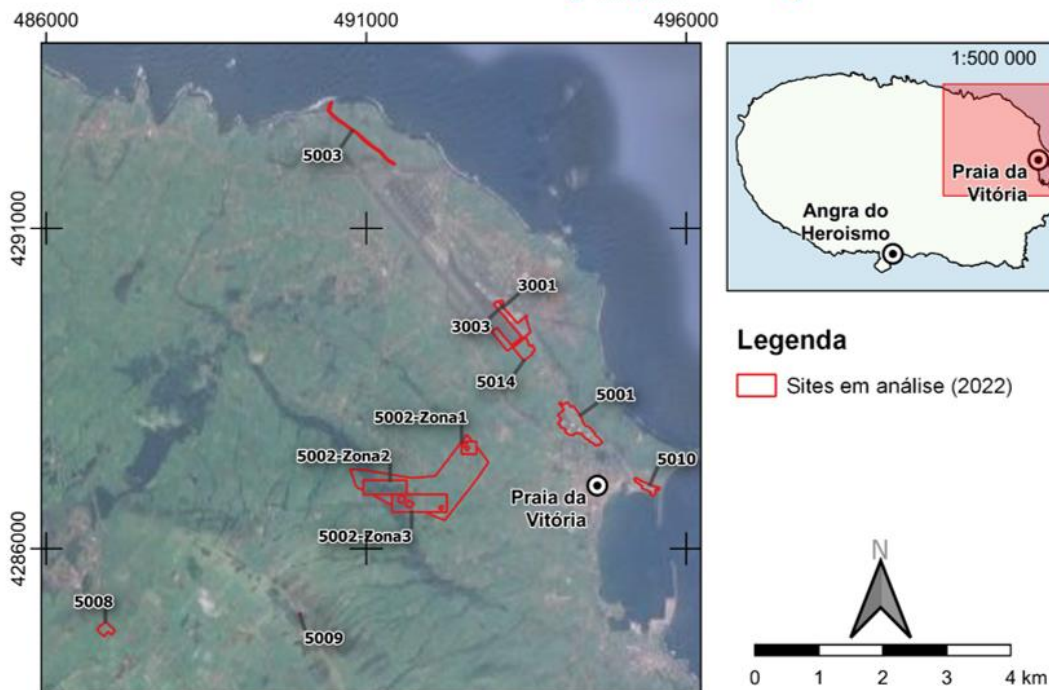 486000
491000
496000
4291000
4286000
5003
3001
3003
5014
5001
5002-Zona1
5002-Zona2
5010
Praia da
Vitória
5002-Zona3
5008
5009
1:500 000
Praia da
Vitória
Angra do
Heroismo
Legenda
Sites em análise (2022)
N
0 1 2 3 4 km